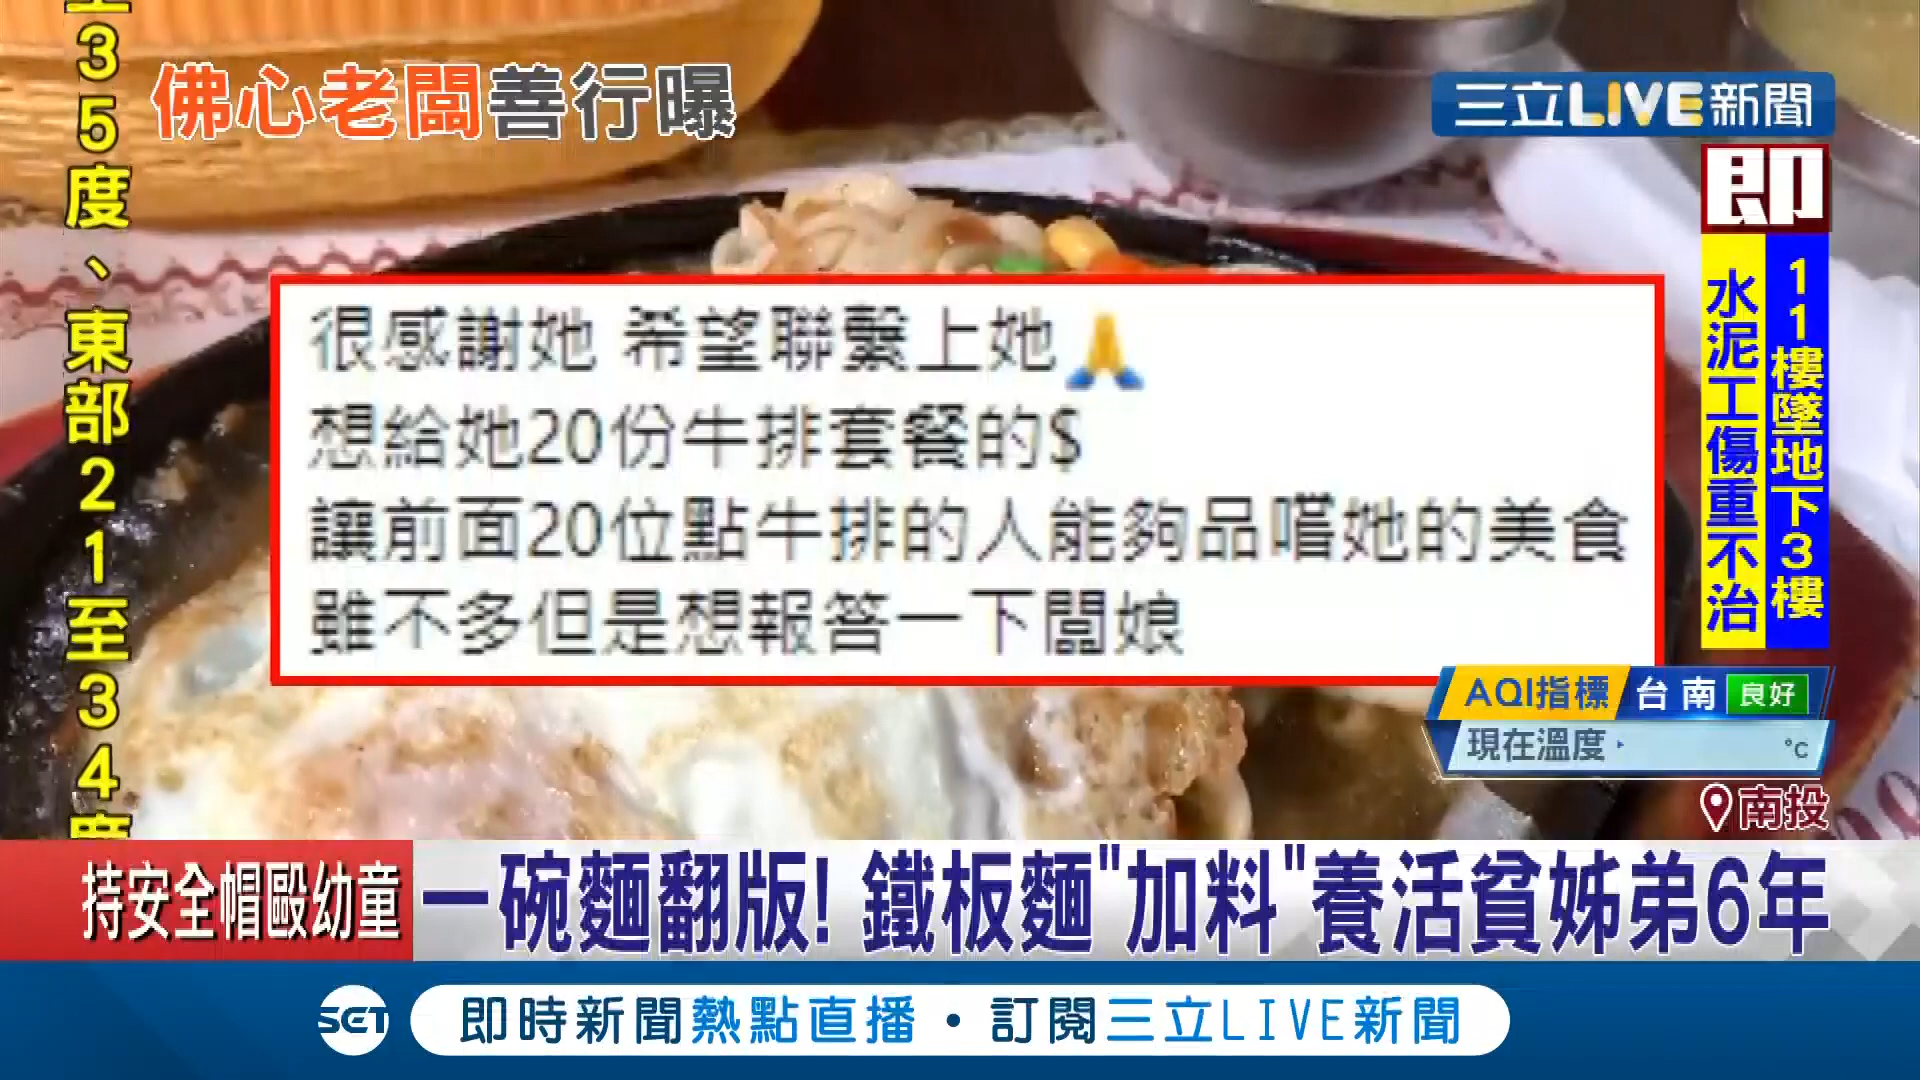 至35度、東部21至34度
佛心老闆善行曝
三立LIVE新聞
即
11樓墜地下3樓
水泥工傷重不治
很感謝她 希望聯繫上她🙏
想給她20份牛排套餐的$
讓前面20位點牛排的人能夠品嚐她的美食
雖不多但是想報答一下闆娘
AQI指標 台南 良好
現在溫度 °C
南投
持安全帽毆幼童
一碗麵翻版! 鐵板麵"加料"養活貧姊弟6年
SET
即時新聞熱點直播・訂閱三立LIVE新聞